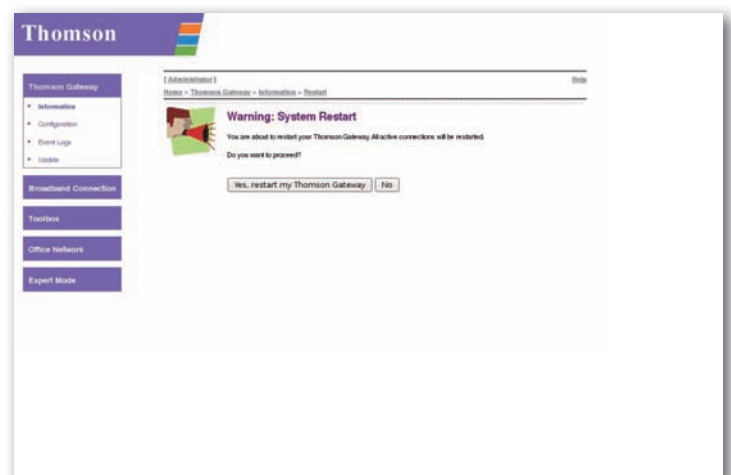 Thomson
Thomson Gateway
Information
Configuration
Event Logs
Update
Broadband Connection
Toolbox
Office Network
Expert Mode
[ Administrator ]
Help
Home > Thomson Gateway > Information > Restart
Warning: System Restart
You are about to restart your Thomson Gateway. All active connections will be restarted.
Do you want to proceed?
Yes, restart my Thomson Gateway
No